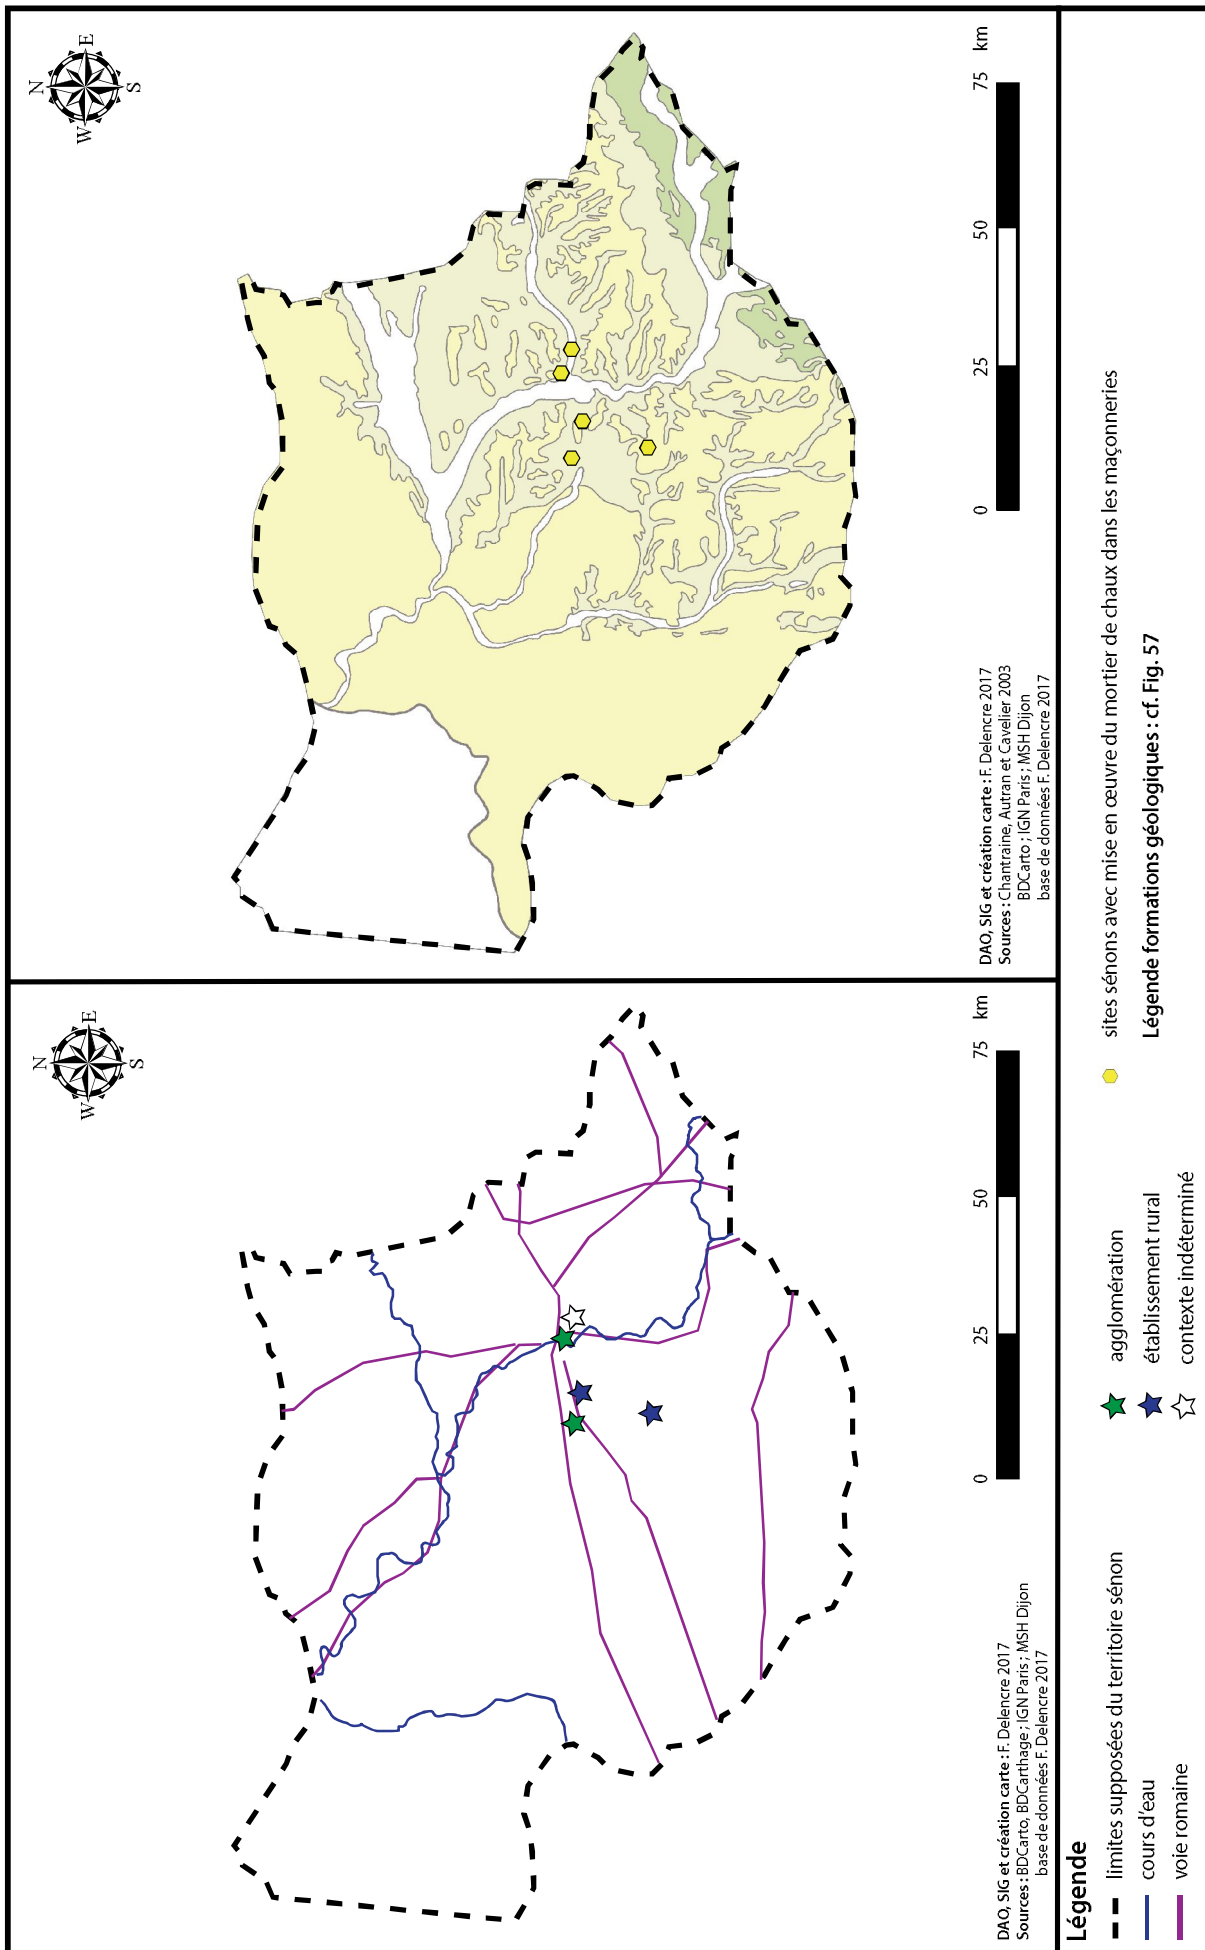 N
E
S
W
0 25 50 75 km
DAO, SIG et création carte : F. Delencre 2017
Sources : BDCarto, BDCarthage ; IGN Paris ; MSH Dijon
base de données F. Delencre 2017
N
E
S
W
0 25 50 75 km
DAO, SIG et création carte : F. Delencre 2017
Sources : Chantraine, Autran et Cavelier 2003
BDCarto ; IGN Paris ; MSH Dijon
base de données F. Delencre 2017
Légende
limites supposées du territoire sénon
cours d'eau
voie romaine
agglomération
établissement rural
contexte indéterminé
sites sénons avec mise en œuvre du mortier de chaux dans les maçonneries
Légende formations géologiques : cf. Fig. 57